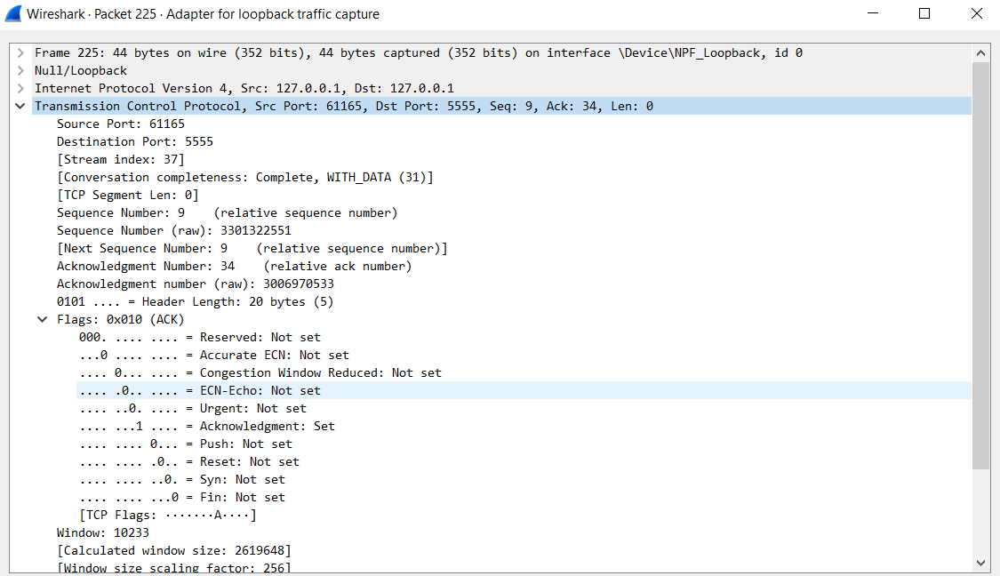 Wireshark · Packet 225 · Adapter for loopback traffic capture
Frame 225: 44 bytes on wire (352 bits), 44 bytes captured (352 bits) on interface \Device\NPF_Loopback, id 0
Null/Loopback
Internet Protocol Version 4, Src: 127.0.0.1, Dst: 127.0.0.1
Transmission Control Protocol, Src Port: 61165, Dst Port: 5555, Seq: 9, Ack: 34, Len: 0
Source Port: 61165
Destination Port: 5555
[Stream index: 37]
[Conversation completeness: Complete, WITH_DATA (31)]
[TCP Segment Len: 0]
Sequence Number: 9    (relative sequence number)
Sequence Number (raw): 3301322551
[Next Sequence Number: 9    (relative sequence number)]
Acknowledgment Number: 34    (relative ack number)
Acknowledgment number (raw): 3006970533
0101 .... = Header Length: 20 bytes (5)
Flags: 0x010 (ACK)
000. .... .... = Reserved: Not set
...0 .... .... = Accurate ECN: Not set
.... 0... .... = Congestion Window Reduced: Not set
.... .0.. .... = ECN-Echo: Not set
.... ..0. .... = Urgent: Not set
.... ...1 .... = Acknowledgment: Set
.... .... 0... = Push: Not set
.... .... .0.. = Reset: Not set
.... .... ..0. = Syn: Not set
.... .... ...0 = Fin: Not set
[TCP Flags: ·······A····]
Window: 10233
[Calculated window size: 2619648]
[Window size scaling factor: 256]